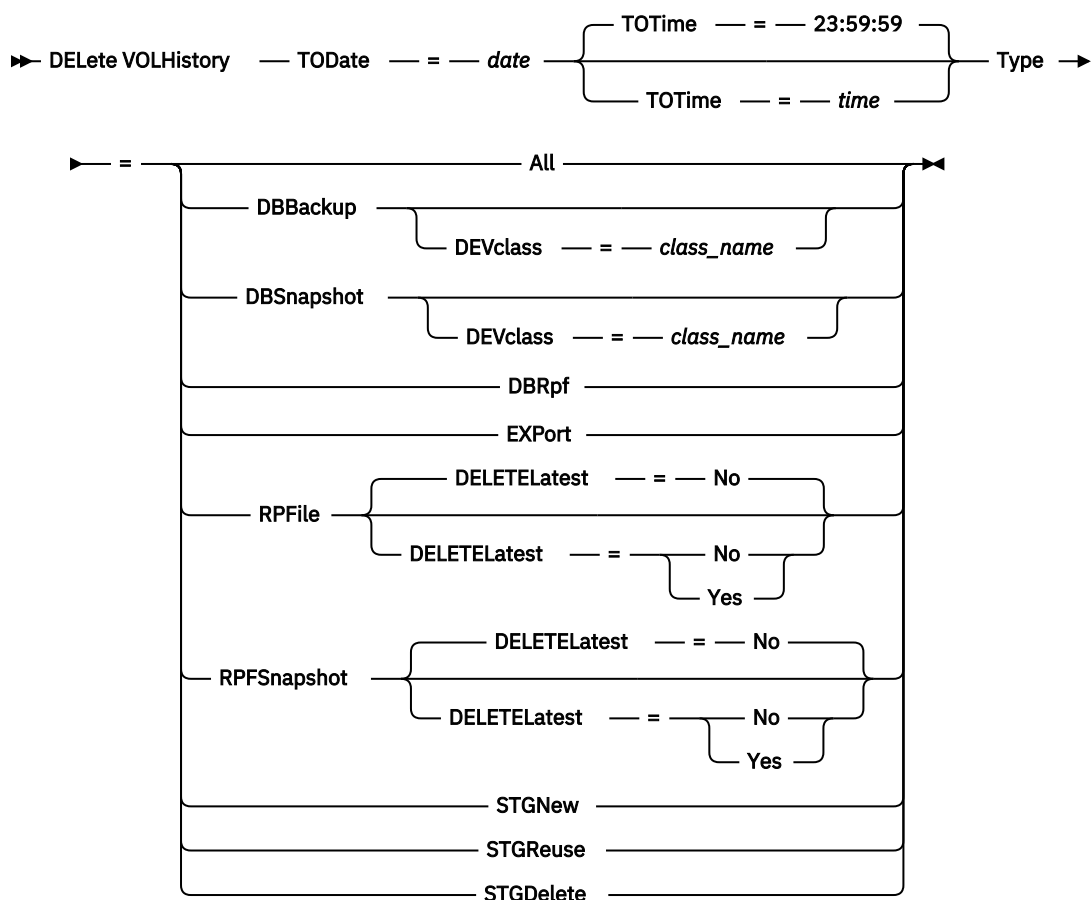 TOTime = 23:59:59
DELete VOLHistory TODate = date Type
TOTime = time
= All
DBBackup
DEVclass = class_name
DBSnapshot
DEVclass = class_name
DBRpf
EXPort
DELETELatest = No
RPFile
DELETELatest = No
Yes
DELETELatest = No
RPFSnapshot
DELETELatest = No
Yes
STGNew
STGReuse
STGDelete